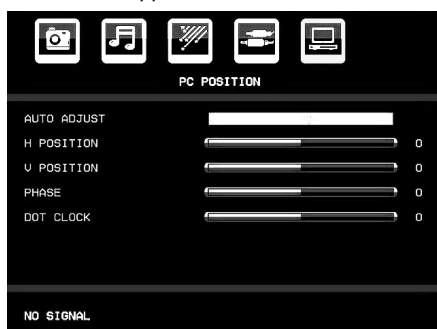 PC POSITION
AUTO ADJUST
H POSITION 0
V POSITION 0
PHASE 0
DOT CLOCK 0
NO SIGNAL